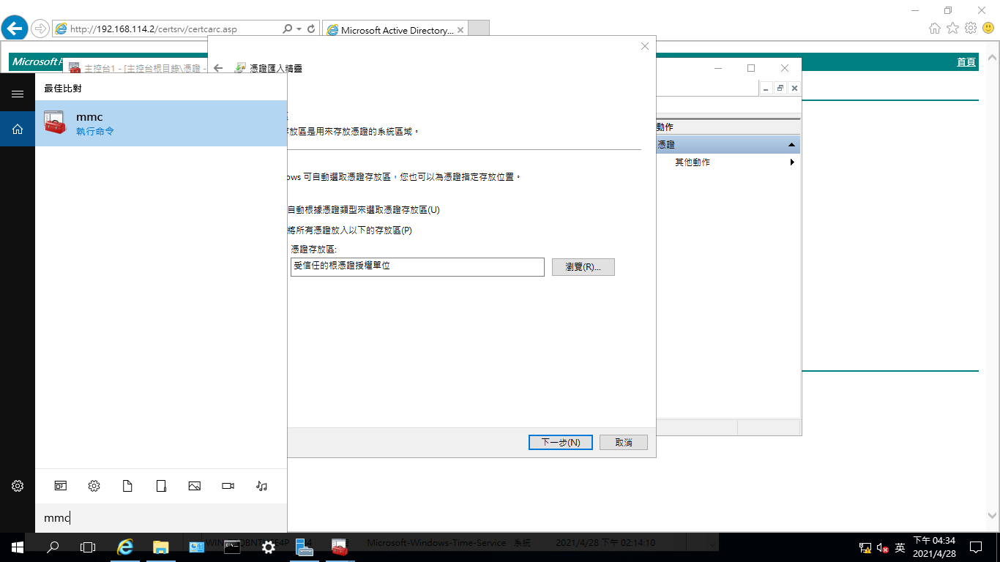 http://192.168.114.2/certsrv/certcarc.asp
Microsoft Active Directory...
Microsoft
首頁
主控台1 - [主控台根目錄\憑證 -
憑證匯入精靈
最佳比對
mmc
執行命令
放區是用來存放憑證的系統區域。
ows 可自動選取憑證存放區，您也可以為憑證指定存放位置。
自動根據憑證類型來選取憑證存放區(U)
將所有憑證放入以下的存放區(P)
憑證存放區:
受信任的根憑證授權單位
瀏覽(R)...
動作
憑證
其他動作
下一步(N)
取消
mmc
Microsoft-Windows-Time-Service
系統
2021/4/28 下午 02:14:10
英
下午 04:34
2021/4/28